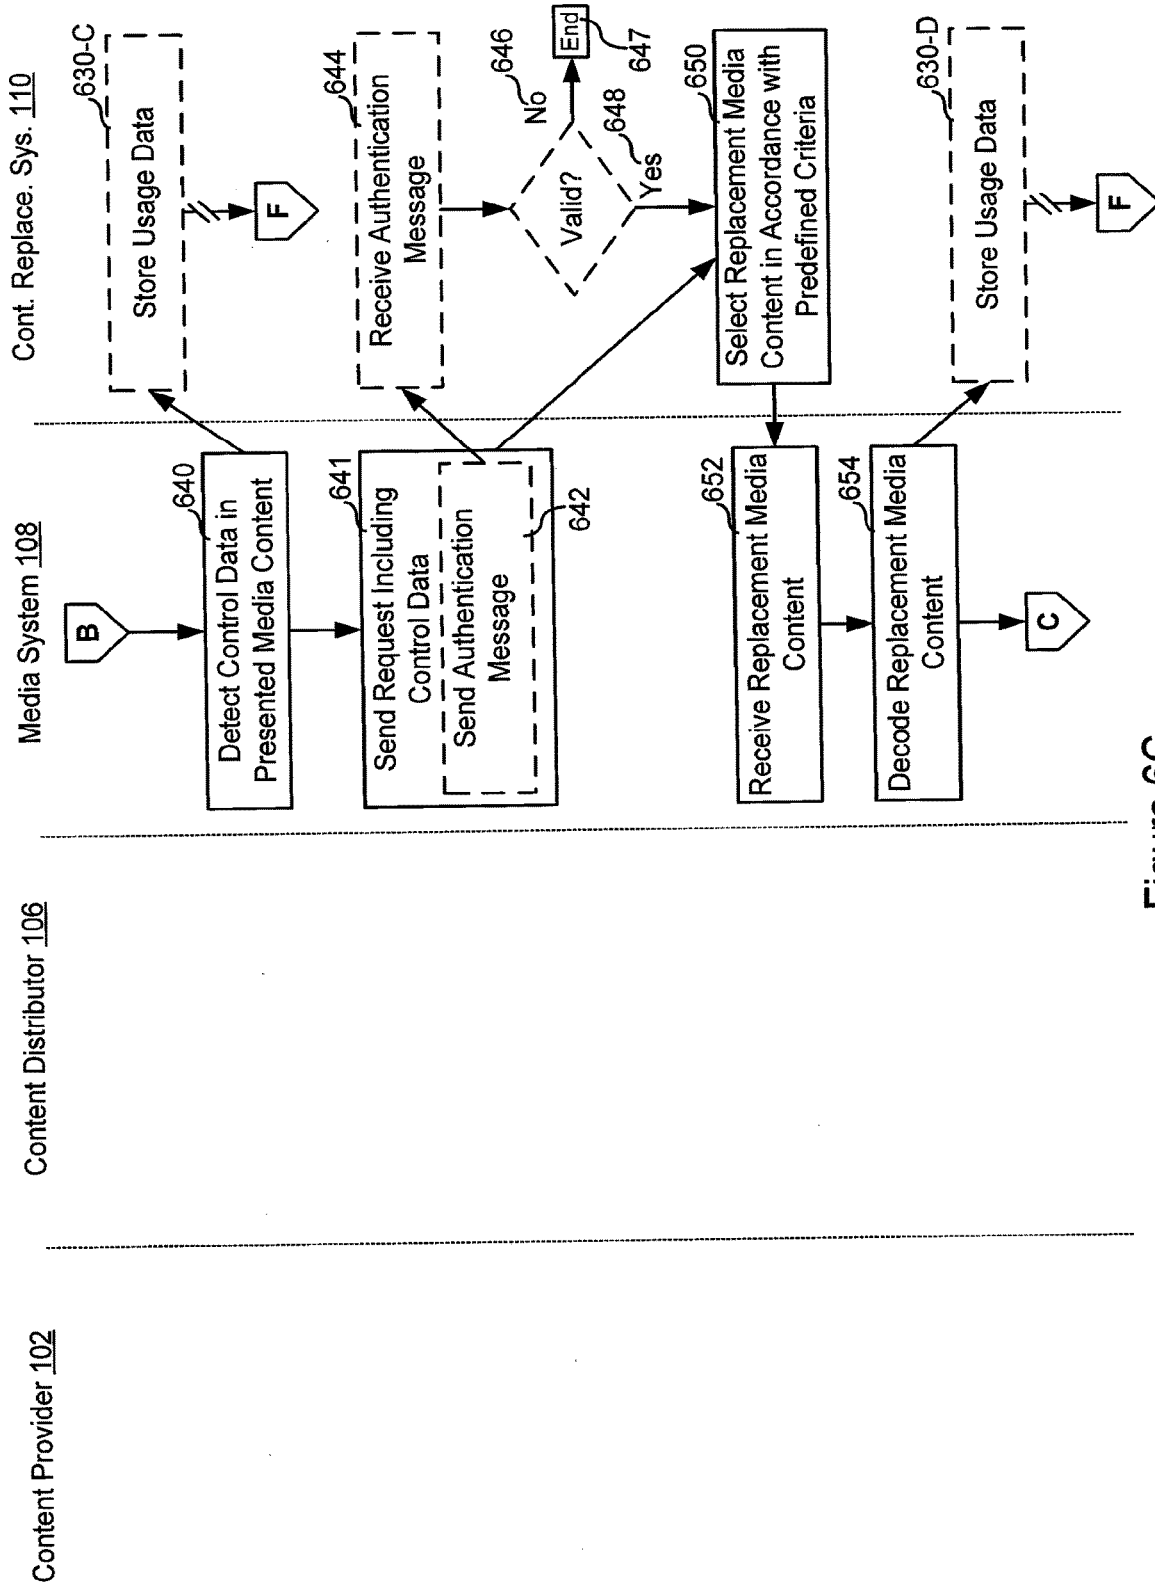 Content Provider 102
Content Distributor 106
Media System 108
Cont. Replace. Sys. 110
B
640
Detect Control Data in
Presented Media Content
630-C
Store Usage Data
F
641
Send Request Including
Control Data
Send Authentication
Message
642
644
Receive Authentication
Message
Valid?
No
646
End
647
648
Yes
650
Select Replacement Media
Content in Accordance with
Predefined Criteria
652
Receive Replacement Media
Content
654
Decode Replacement Media
Content
C
630-D
Store Usage Data
F
Figure 6C